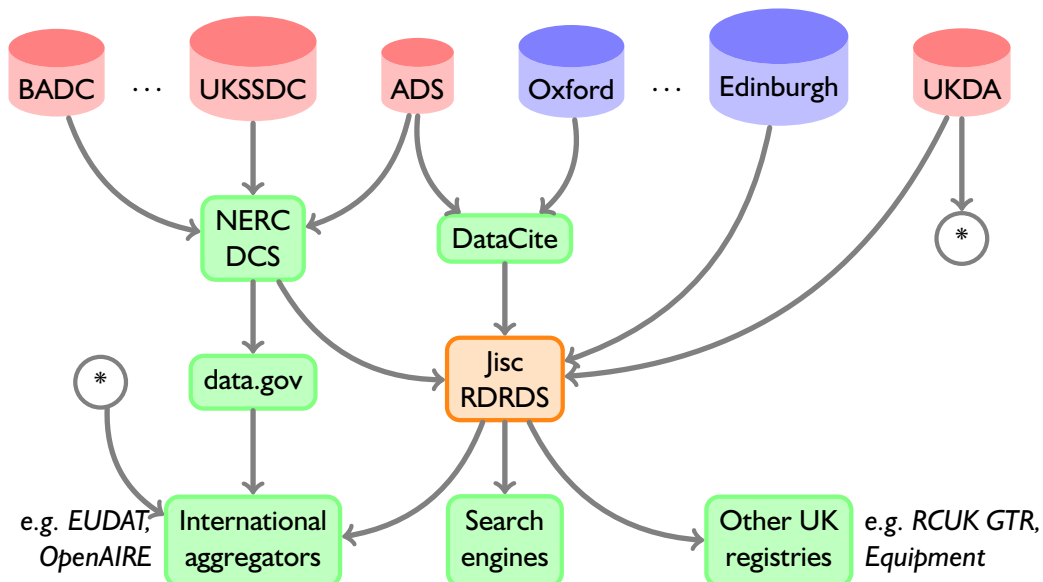 BADC ... UKSSDC ADS Oxford ... Edinburgh UKDA
NERC
DCS
DataCite
*
Jisc
RDRDS
data.gov
*
e.g. EUDAT,
OpenAIRE
International
aggregators
Search
engines
Other UK
registries
e.g. RCUK GTR,
Equipment